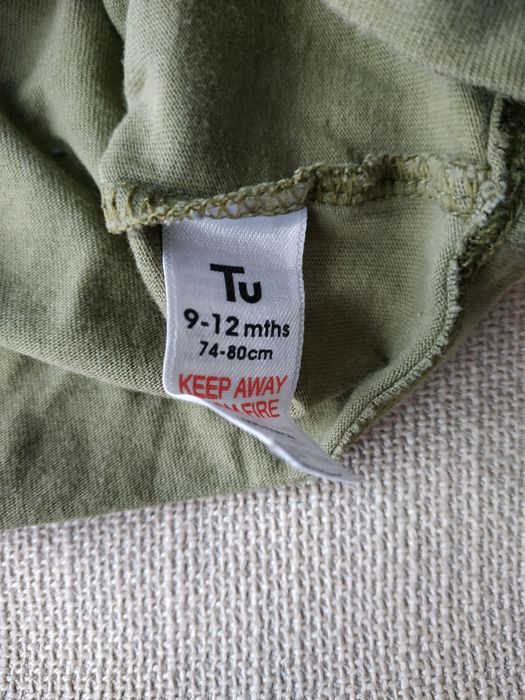 Tu
9-12 mths
74-80cm
KEEP AWAY
FIRE